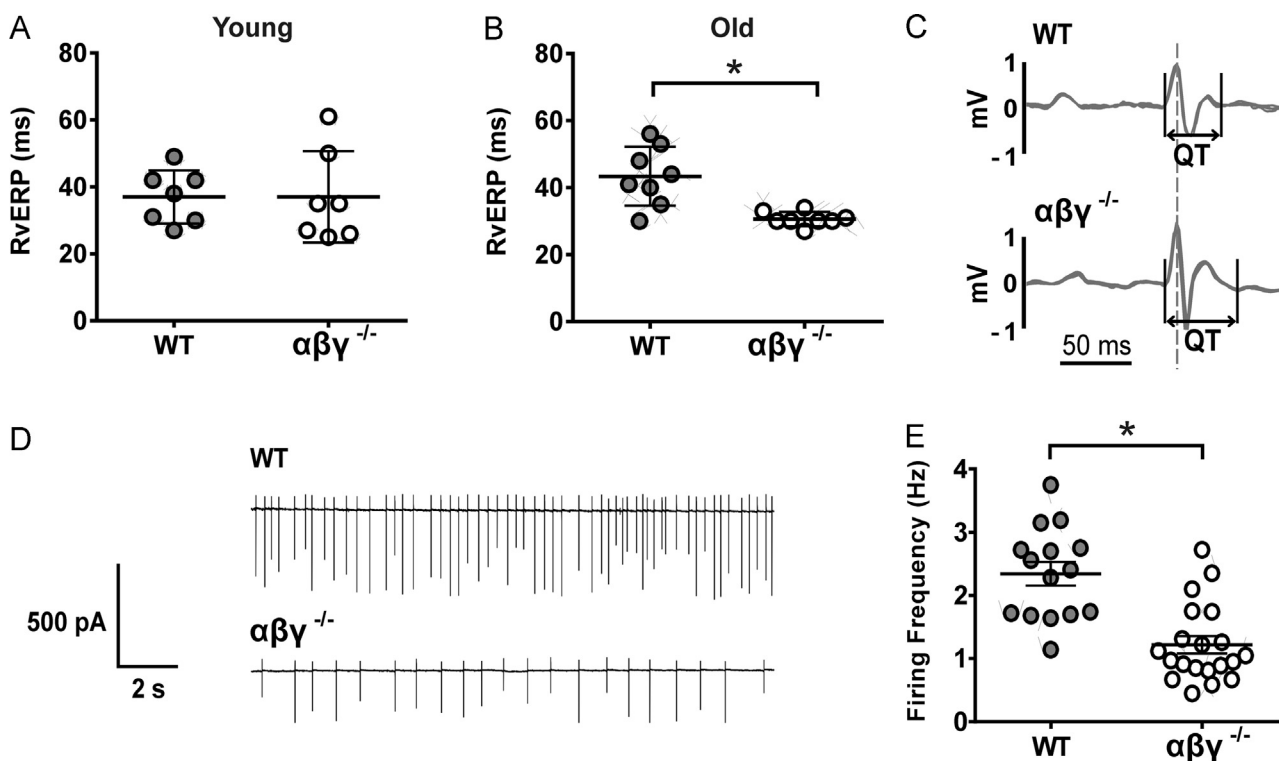 A
Young
80
60
40
20
0
RvERP (ms)
WT
αβγ -/-
B
Old
80
60
40
20
0
RvERP (ms)
*
WT
αβγ -/-
C
WT
1
0
-1
mV
QT
αβγ -/-
1
0
-1
mV
QT
50 ms
D
WT
500 pA
2 s
αβγ -/-
E
*
4
3
2
1
0
Firing Frequency (Hz)
WT
αβγ -/-